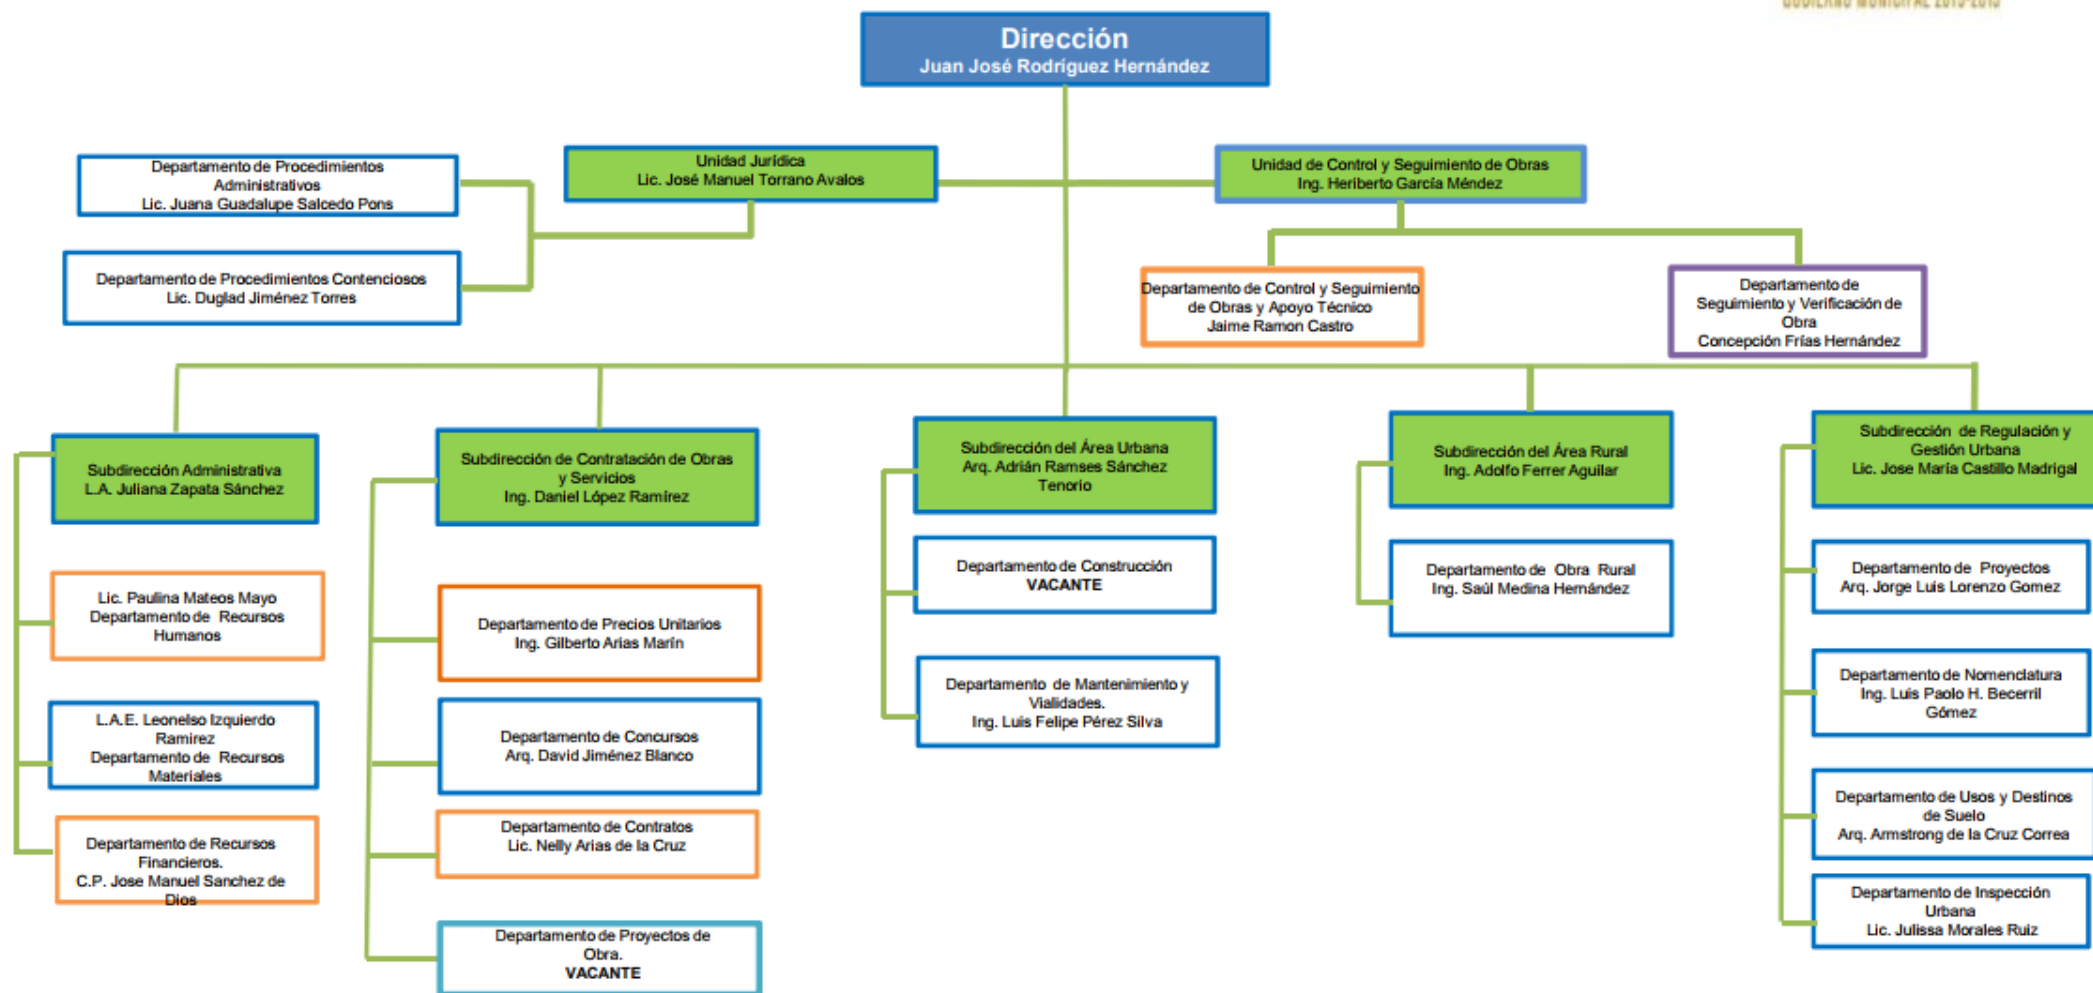 GOBIERNO MUNICIPAL
Dirección
Juan José Rodríguez Hernández
Departamento de Procedimientos
Administrativos
Lic. Juana Guadalupe Salcedo Pons
Unidad Jurídica
Lic. José Manuel Torrano Avalos
Unidad de Control y Seguimiento de Obras
Ing. Heriberto García Méndez
Departamento de Procedimientos Contenciosos
Lic. Duglad Jiménez Torres
Departamento de Control y Seguimiento
de Obras y Apoyo Técnico
Jaime Ramon Castro
Departamento de
Seguimiento y Verificación de
Obra
Concepción Frías Hernández
Subdirección Administrativa
L.A. Juliana Zapata Sánchez
Lic. Paulina Mateos Mayo
Departamento de Recursos
Humanos
L.A.E. Leonelso Izquierdo
Ramirez
Departamento de Recursos
Materiales
Departamento de Recursos
Financieros.
C.P. Jose Manuel Sanchez de
Dios
Subdirección de Contratación de Obras
y Servicios
Ing. Daniel López Ramírez
Departamento de Precios Unitarios
Ing. Gilberto Arias Marín
Departamento de Concursos
Arq. David Jiménez Blanco
Departamento de Contratos
Lic. Nelly Arias de la Cruz
Departamento de Proyectos de
Obra.
VACANTE
Subdirección del Área Urbana
Arq. Adrián Ramses Sánchez
Tenorio
Departamento de Construcción
VACANTE
Departamento de Mantenimiento y
Vialidades.
Ing. Luis Felipe Pérez Silva
Subdirección del Área Rural
Ing. Adolfo Ferrer Aguilar
Departamento de Obra Rural
Ing. Saúl Medina Hernández
Subdirección de Regulación y
Gestión Urbana
Lic. Jose María Castillo Madrigal
Departamento de Proyectos
Arq. Jorge Luis Lorenzo Gomez
Departamento de Nomenclatura
Ing. Luis Paolo H. Becerril
Gómez
Departamento de Usos y Destinos
de Suelo
Arq. Armstrong de la Cruz Correa
Departamento de Inspección
Urbana
Lic. Julissa Morales Ruiz